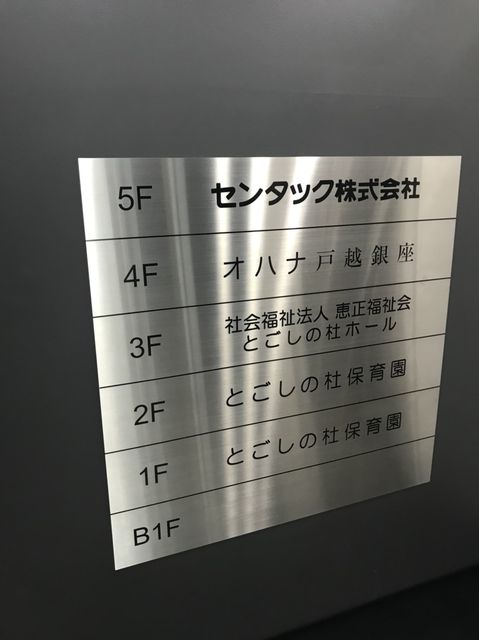 5F センタック株式会社
4F オハナ戸越銀座
3F 社会福祉法人 恵正福祉会
とごしの杜ホール
2F とごしの杜保育園
1F とごしの杜保育園
B1F